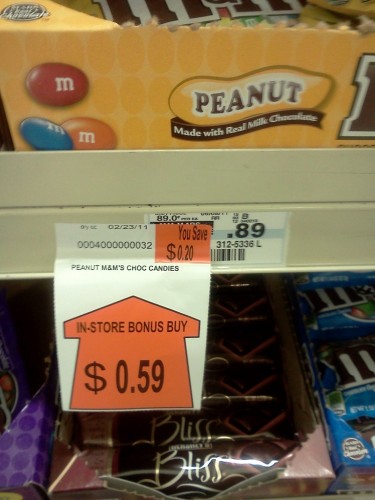 m
m
PEANUT
Made with Real Milk Chocolate
02/23/11
89.0¢
You Save
$0.20
.89
0004000000032
312-5336 L
PEANUT M&M'S CHOC CANDIES
IN-STORE BONUS BUY
$ 0.59
Bliss
Bliss